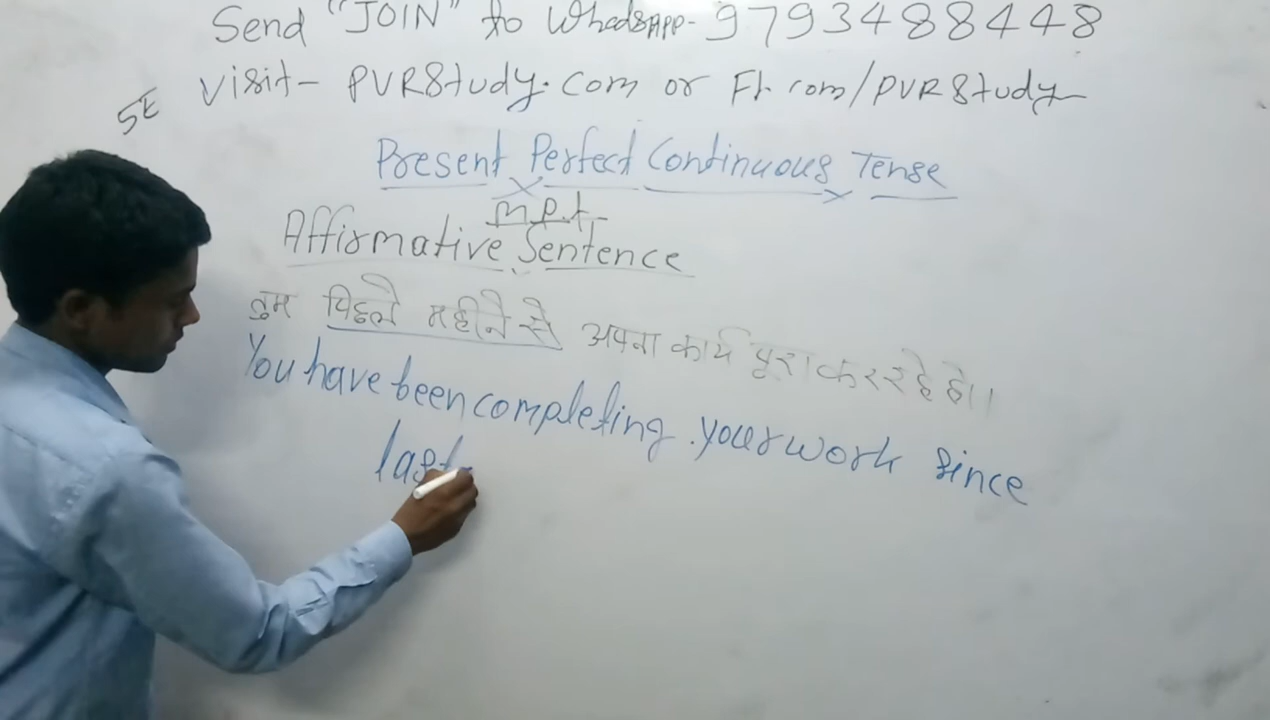 Send "JOIN" to WhatsApp- 9793488448
Visit- PVRStudy.com or Fb.com/PVRStudy
SE
Present Perfect Continuous Tense
M.P.t-
Affirmative Sentence
तुम पिछले महीने से अपना कार्य पूरा कर रहे हो।
You have been completing your work since
last